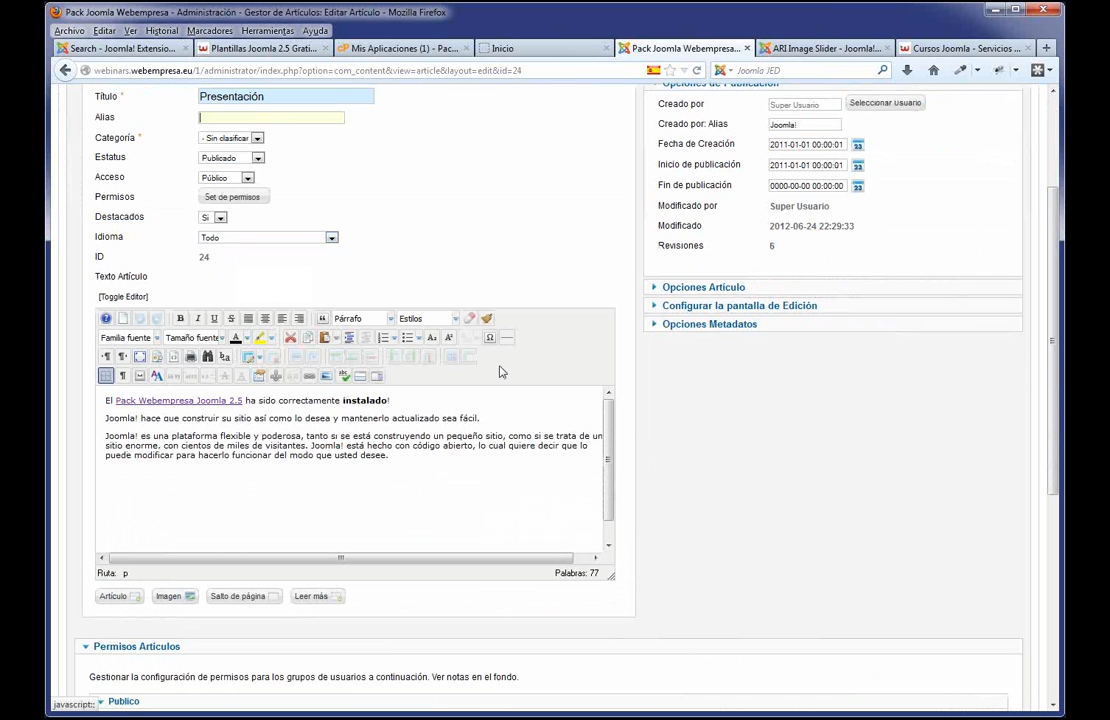 Pack Joomla Webempresa - Administración - Gestor de Artículos: Editar Artículo - Mozilla Firefox
Archivo Editar Ver Historial Marcadores Herramientas Ayuda
Search - Joomla! Extensio... Plantillas Joomla 2.5 Grati... Mis Aplicaciones (1) - Pac... Inicio Pack Joomla Webempresa... ARI Image Slider - Joomla!... Cursos Joomla - Servicios ...
webinars.webempresa.eu/1/administrator/index.php?option=com_content&view=article&layout=edit&id=24 Joomla JED
Título * Presentación
Alias
Categoría * - Sin clasificar
Estatus Publicado
Acceso Público
Permisos Set de permisos
Destacados Si
Idioma Todo
ID 24
Texto Artículo
[Toggle Editor]
Párrafo Estilos
Familia fuente Tamaño fuente
El Pack Webempresa Joomla 2.5 ha sido correctamente instalado!
Joomla! hace que construir su sitio así como lo desea y mantenerlo actualizado sea fácil.
Joomla! es una plataforma flexible y poderosa, tanto si se está construyendo un pequeño sitio, como si se trata de un
sitio enorme. con cientos de miles de visitantes. Joomla! está hecho con código abierto, lo cual quiere decir que lo
puede modificar para hacerlo funcionar del modo que usted desee.
Ruta: p Palabras: 77
Artículo Imagen Salto de página Leer más
Opciones de Publicación
Creado por Super Usuario Seleccionar Usuario
Creado por: Alias Joomla!
Fecha de Creación 2011-01-01 00:00:01
Inicio de publicación 2011-01-01 00:00:01
Fin de publicación 0000-00-00 00:00:00
Modificado por Super Usuario
Modificado 2012-06-24 22:29:33
Revisiones 6
Opciones Artículo
Configurar la pantalla de Edición
Opciones Metadatos
Permisos Artículos
Gestionar la configuración de permisos para los grupos de usuarios a continuación. Ver notas en el fondo.
Publico
javascript:;